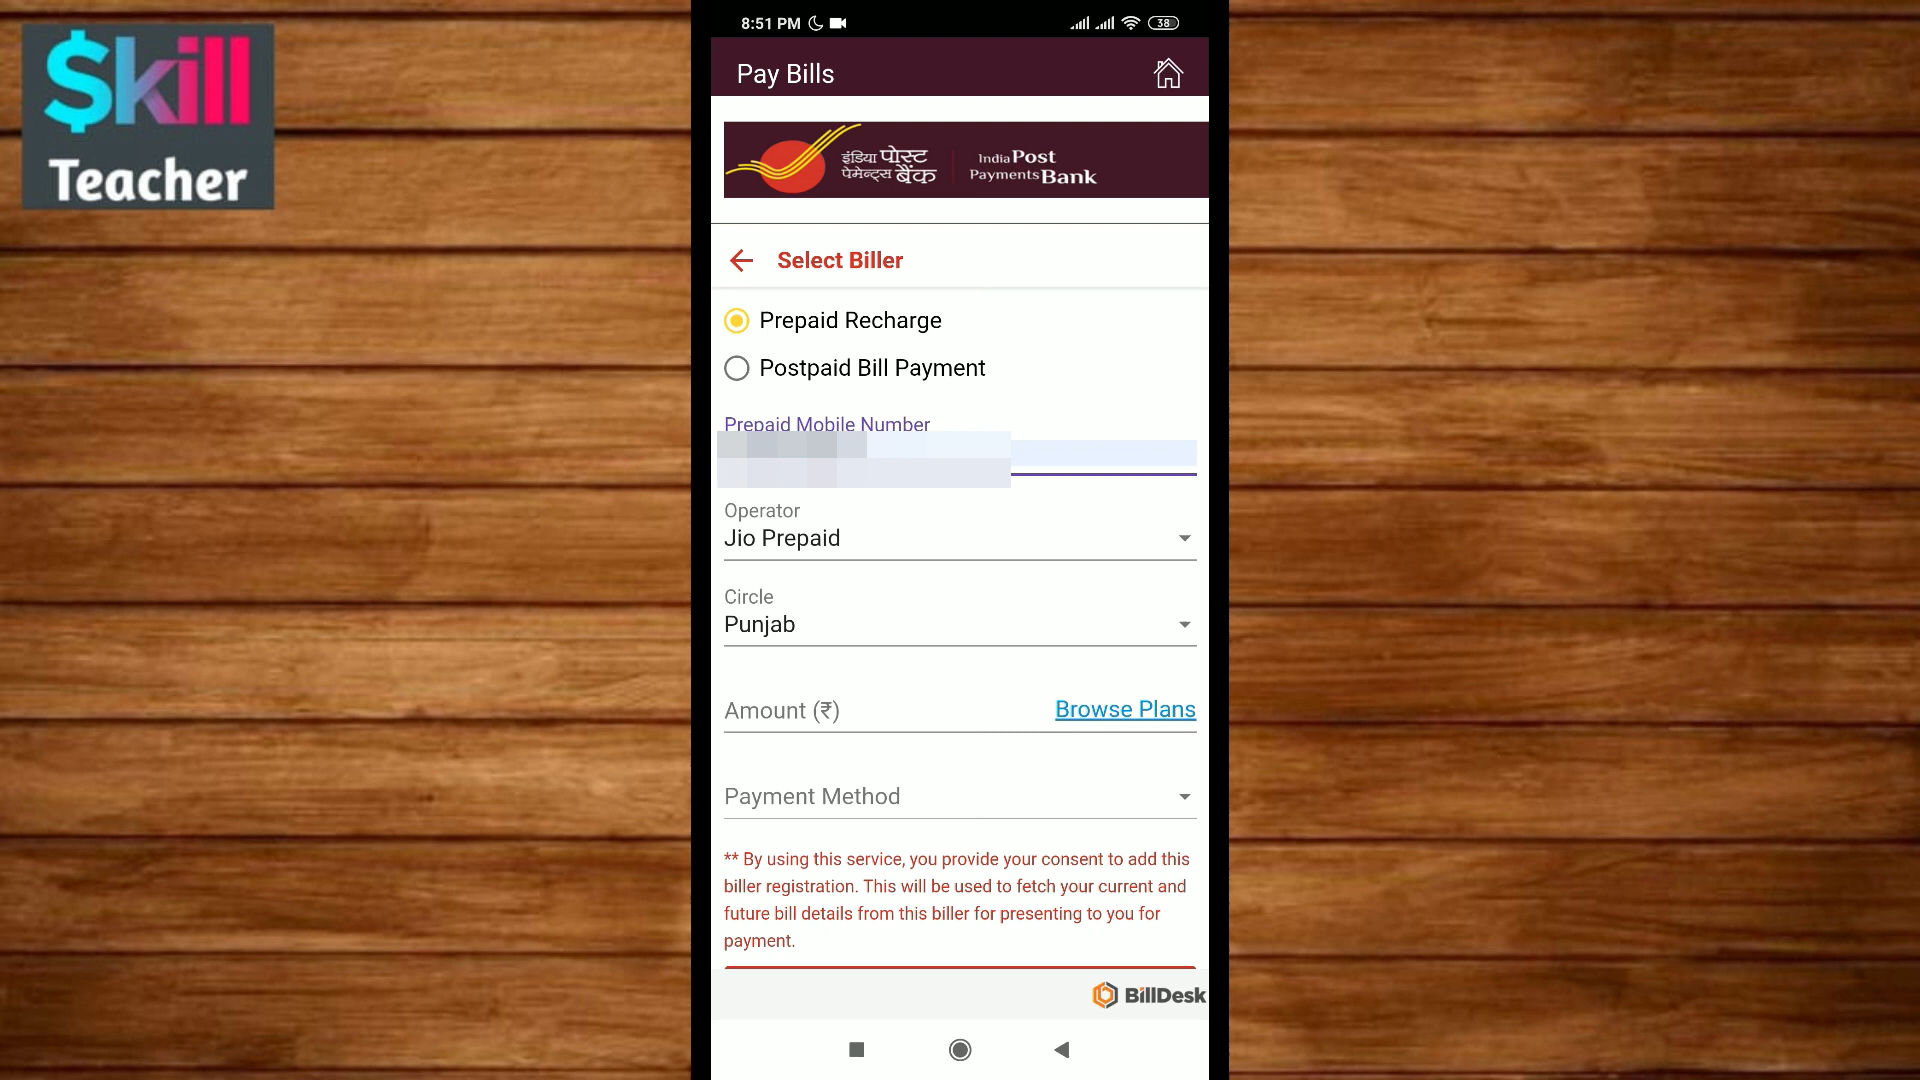 $kill
Teacher
8:51 PM
38
Pay Bills
इंडिया पोस्ट
पेमेन्ट्स बैंक
India Post
Payments Bank
Select Biller
Prepaid Recharge
Postpaid Bill Payment
Prepaid Mobile Number
Operator
Jio Prepaid
Circle
Punjab
Amount (₹)
Browse Plans
Payment Method
** By using this service, you provide your consent to add this
biller registration. This will be used to fetch your current and
future bill details from this biller for presenting to you for
payment.
BillDesk